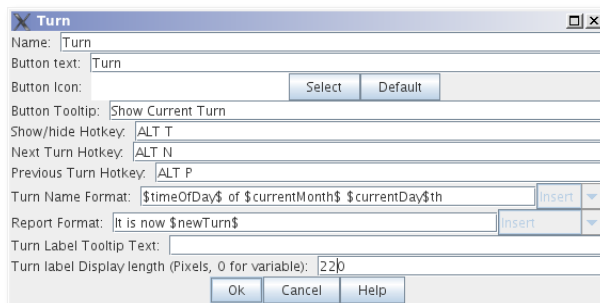 Turn
Name: Turn
Button text: Turn
Button Icon: Select Default
Button Tooltip: Show Current Turn
Show/hide Hotkey: ALT T
Next Turn Hotkey: ALT N
Previous Turn Hotkey: ALT P
Turn Name Format: $timeOfDay$ of $currentMonth$ $currentDay$th Insert
Report Format: It is now $newTurn$ Insert
Turn Label Tooltip Text:
Turn label Display length (Pixels, 0 for variable): 220
Ok Cancel Help